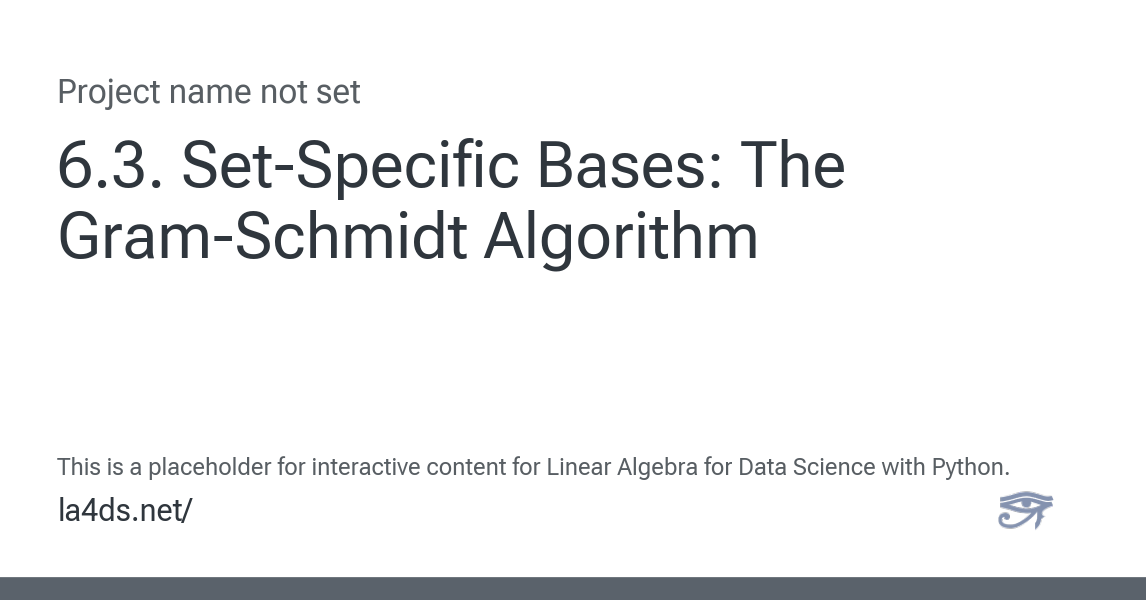 Project name not set
6.3. Set-Specific Bases: The
Gram-Schmidt Algorithm
This is a placeholder for interactive content for Linear Algebra for Data Science with Python.
la4ds.net/